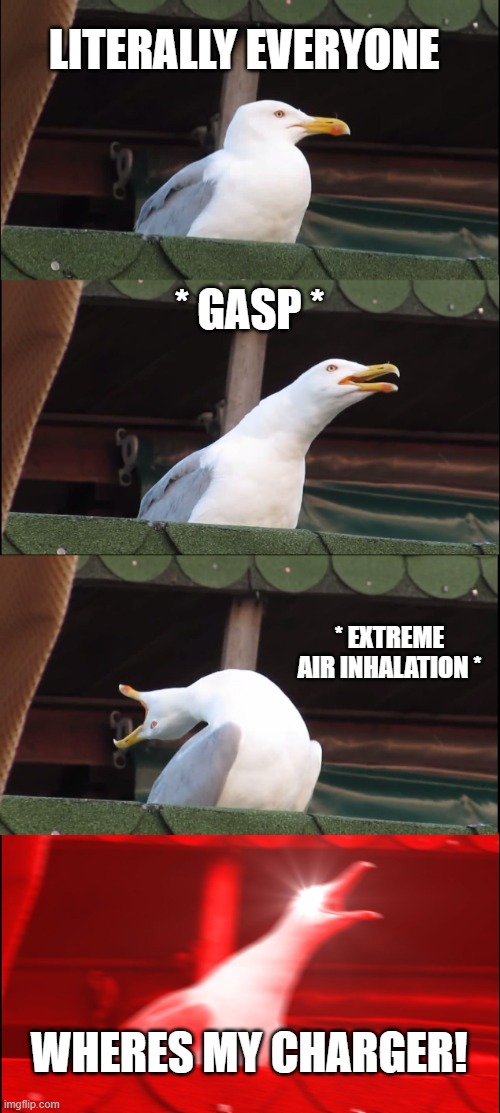 LITERALLY EVERYONE
* GASP *
* EXTREME
AIR INHALATION *
WHERES MY CHARGER!
imgflip.com